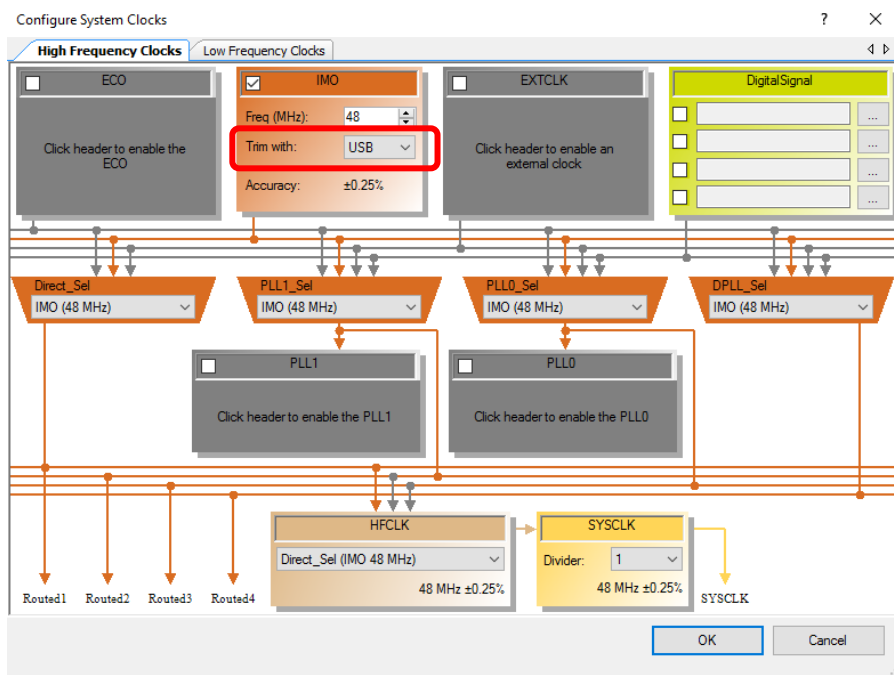 Configure System Clocks
? ×
High Frequency Clocks Low Frequency Clocks
ECO
Click header to enable the
ECO
IMO
Freq (MHz): 48
Trim with: USB
Accuracy: ±0.25%
EXTCLK
Click header to enable an
external clock
DigitalSignal
...
...
...
...
Direct_Sel
IMO (48 MHz)
PLL1_Sel
IMO (48 MHz)
PLL0_Sel
IMO (48 MHz)
DPLL_Sel
IMO (48 MHz)
PLL1
Click header to enable the PLL1
PLL0
Click header to enable the PLL0
HFCLK
Direct_Sel (IMO 48 MHz)
48 MHz ±0.25%
SYSCLK
Divider: 1
48 MHz ±0.25%
Routed1 Routed2 Routed3 Routed4
SYSCLK
OK Cancel